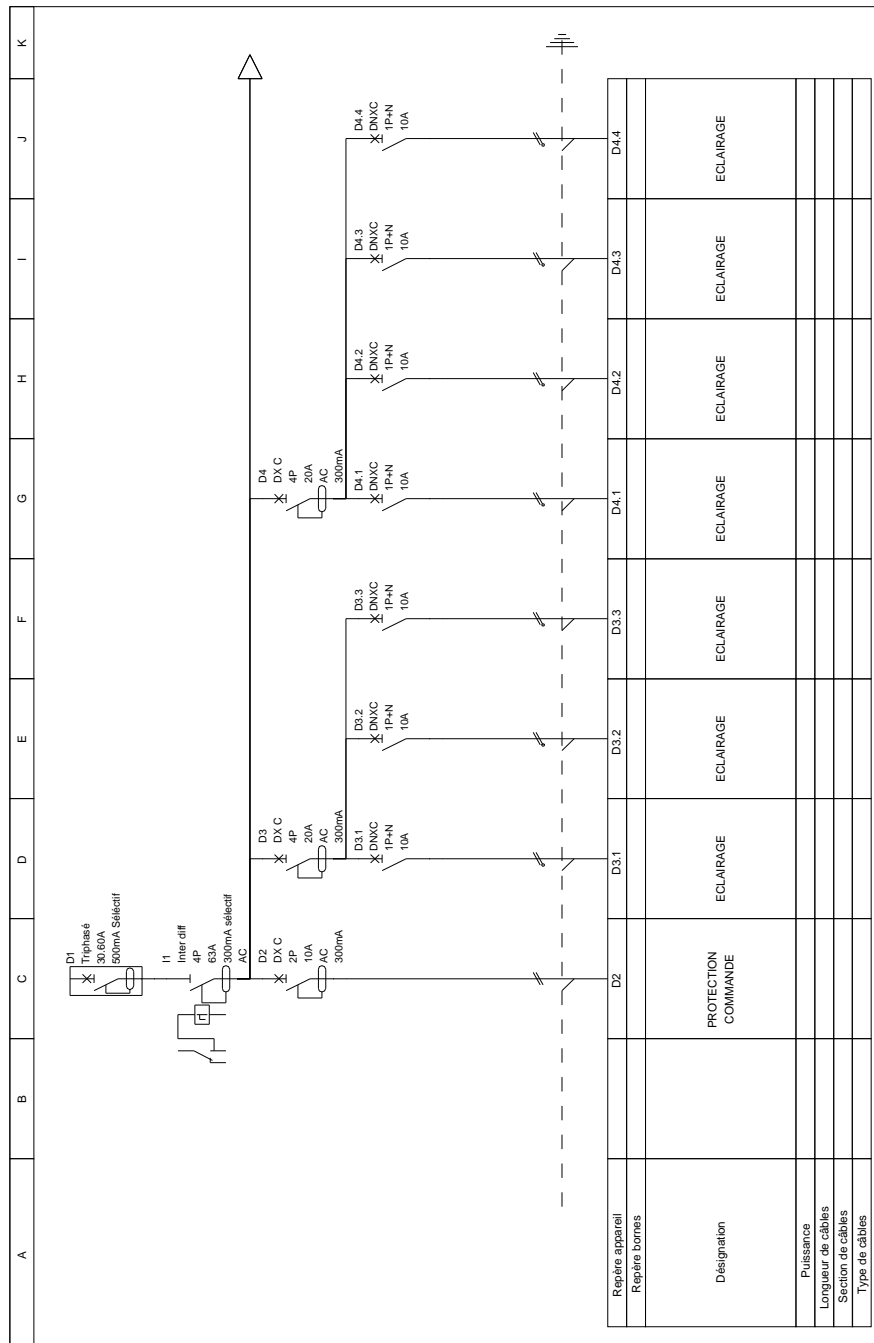 A
B
C
D
E
F
G
H
I
J
K
D1
Triphasé
30.60A
500mA Séléctif
I1
Inter diff
4P
63A
300mA sélectif
AC
r1
D2
DX C
2P
10A
AC
300mA
D3
DX C
4P
20A
AC
300mA
D3.1
DNXC
1P+N
10A
D3.2
DNXC
1P+N
10A
D3.3
DNXC
1P+N
10A
D4
DX C
4P
20A
AC
300mA
D4.1
DNXC
1P+N
10A
D4.2
DNXC
1P+N
10A
D4.3
DNXC
1P+N
10A
D4.4
DNXC
1P+N
10A
Repère appareil
D2
D3.1
D3.2
D3.3
D4.1
D4.2
D4.3
D4.4
Repère bornes
Désignation
PROTECTION
COMMANDE
ECLAIRAGE
ECLAIRAGE
ECLAIRAGE
ECLAIRAGE
ECLAIRAGE
ECLAIRAGE
ECLAIRAGE
Puissance
Longueur de câbles
Section de câbles
Type de câbles